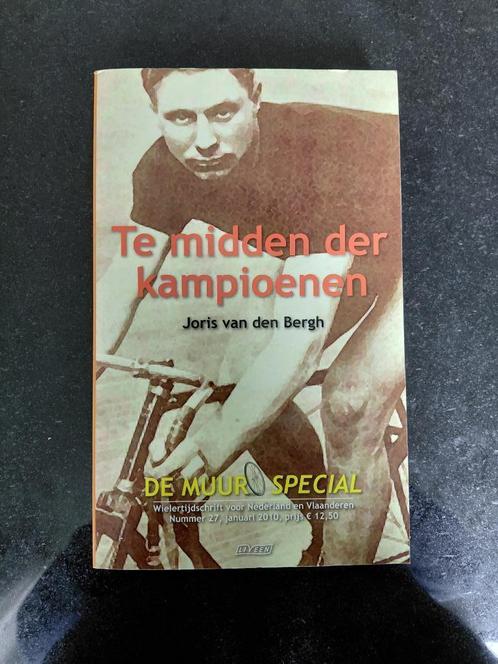 Te midden der
kampioenen
Joris van den Bergh
DE MUUR SPECIAL
Wielertijdschrift voor Nederland en Vlaanderen
Nummer 27, januari 2010, prijs € 12,50
L.J. VEEN